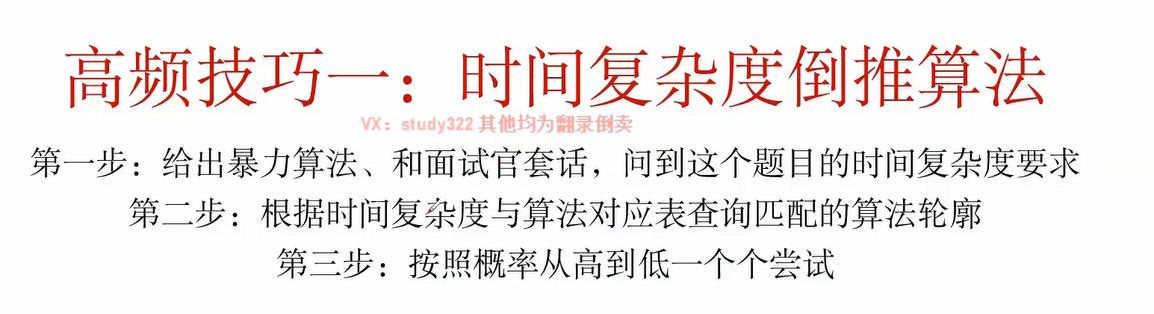 高频技巧一：时间复杂度倒推算法
VX：study322 其他均为翻录倒卖
第一步：给出暴力算法、和面试官套话，问到这个题目的时间复杂度要求
第二步：根据时间复杂度与算法对应表查询匹配的算法轮廓
第三步：按照概率从高到低一个个尝试